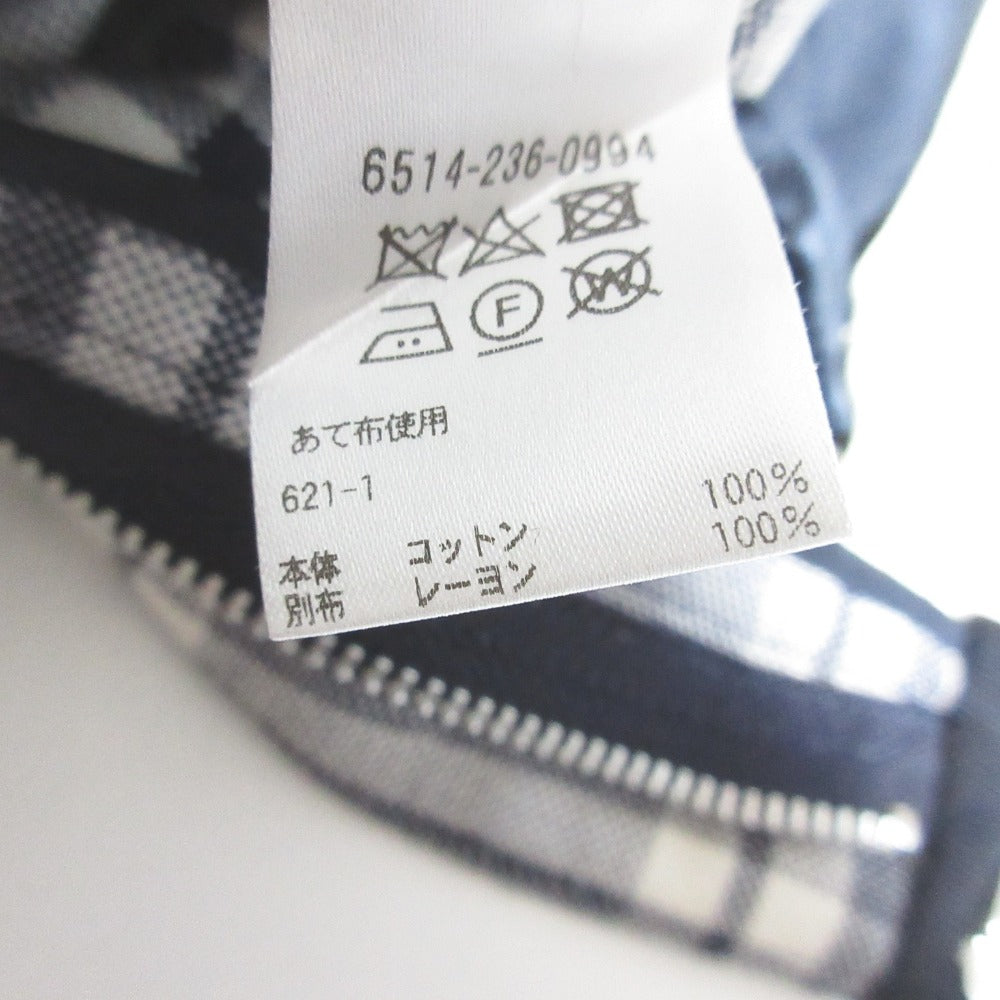 6514-236-0994
F
W
あて布使用
621-1
本体 コットン 100%
別布 レーヨン 100%